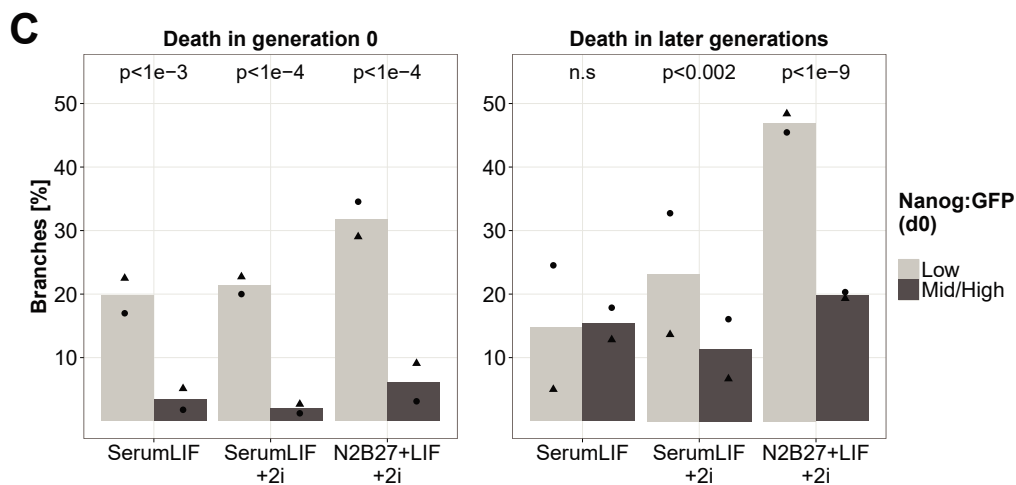 C
Death in generation 0
Death in later generations
p<1e−3
p<1e−4
p<1e−4
n.s
p<0.002
p<1e−9
Branches [%]
50
40
30
20
10
50
40
30
20
10
SerumLIF
SerumLIF
+2i
N2B27+LIF
+2i
SerumLIF
SerumLIF
+2i
N2B27+LIF
+2i
Nanog:GFP
(d0)
Low
Mid/High